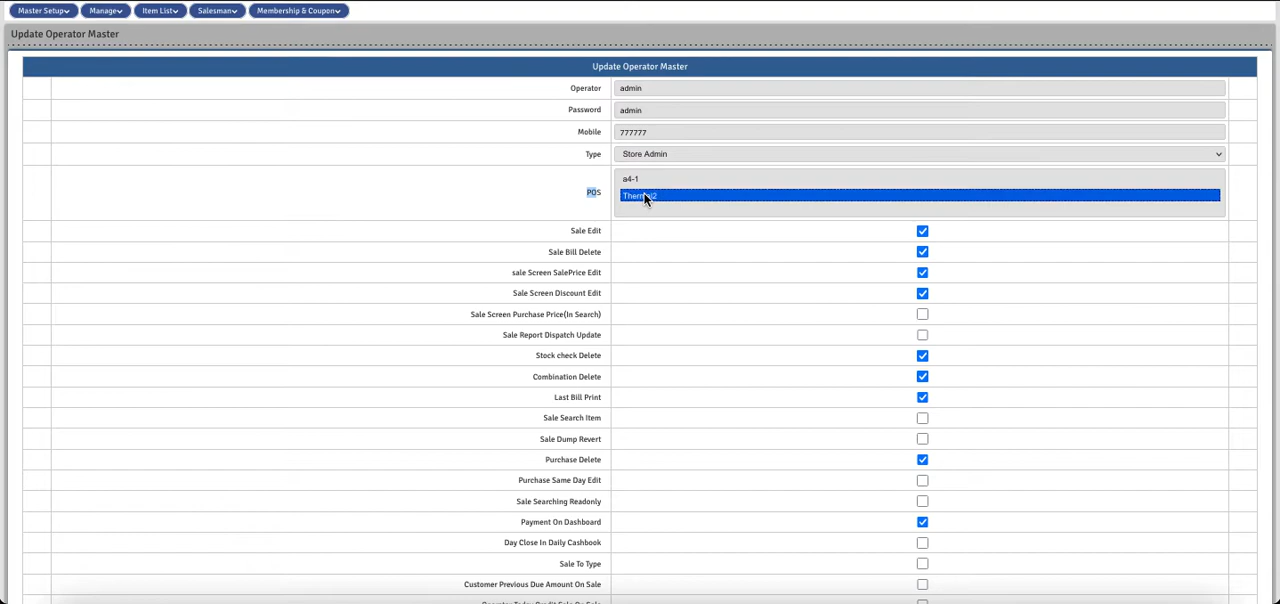 Master Setup Manage Item List Salesman Membership & Coupon
Update Operator Master
Update Operator Master
Operator admin
Password admin
Mobile 777777
Type Store Admin
a4-1
POS
Sale Edit
Sale Bill Delete
sale Screen SalePrice Edit
Sale Screen Discount Edit
Sale Screen Purchase Price(In Search)
Sale Report Dispatch Update
Stock check Delete
Combination Delete
Last Bill Print
Sale Search Item
Sale Dump Revert
Purchase Delete
Purchase Same Day Edit
Sale Searching Readonly
Payment On Dashboard
Day Close In Daily Cashbook
Sale To Type
Customer Previous Due Amount On Sale